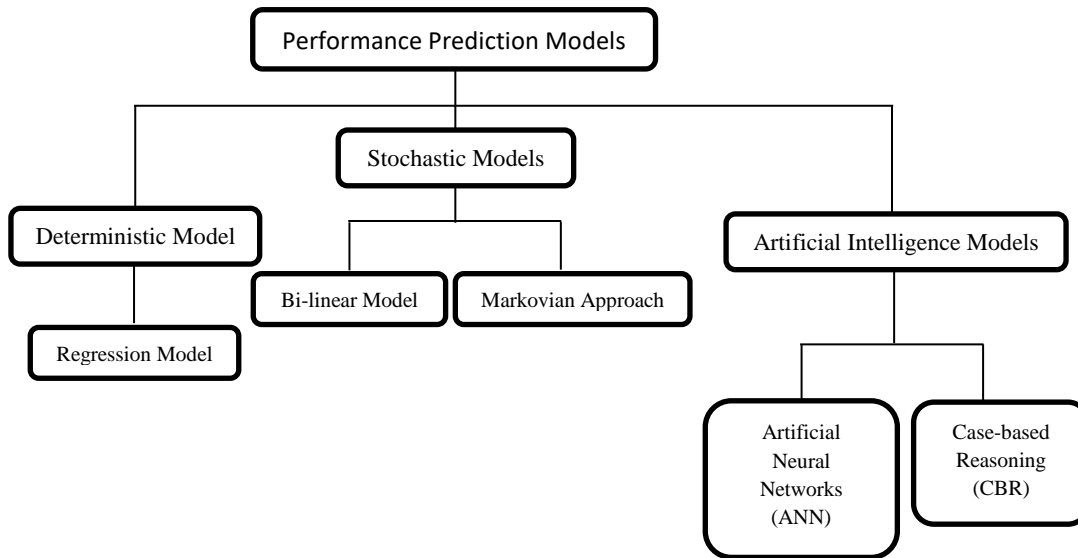 Performance Prediction Models
Stochastic Models
Deterministic Model
Artificial Intelligence Models
Bi-linear Model
Markovian Approach
Regression Model
Artificial
Neural
Networks
(ANN)
Case-based
Reasoning
(CBR)